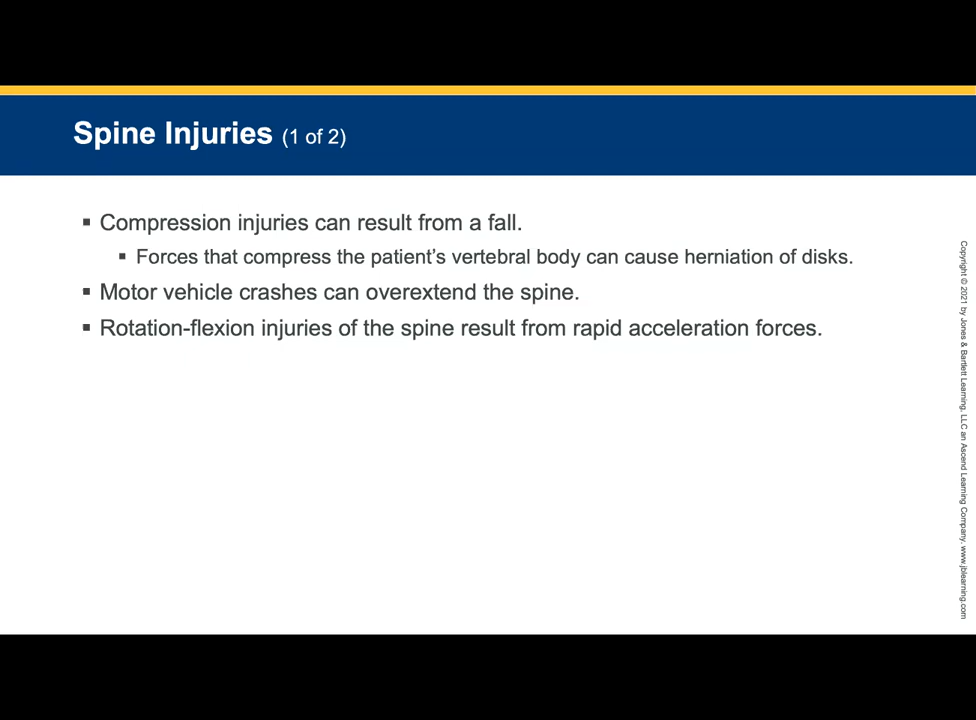 Spine Injuries (1 of 2)
▪ Compression injuries can result from a fall.
▪ Forces that compress the patient’s vertebral body can cause herniation of disks.
▪ Motor vehicle crashes can overextend the spine.
▪ Rotation-flexion injuries of the spine result from rapid acceleration forces.
Copyright © 2021 by Jones & Bartlett Learning, LLC an Ascend Learning Company. www.jblearning.com